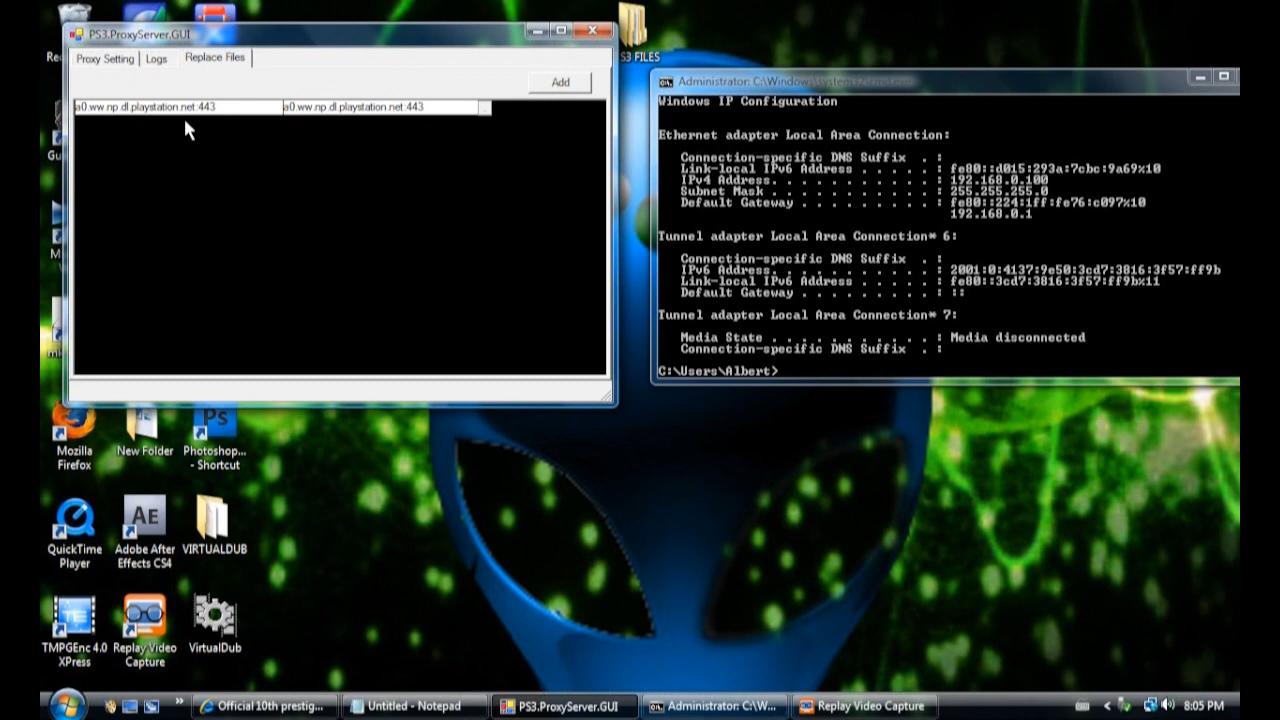 PS3.ProxyServer.GUI
Proxy Setting
Logs
Replace Files
Add
a0.ww.np.dl.playstation.net:443
a0.ww.np.dl.playstation.net:443
S3 FILES
Administrator: C:\Windows\system32\cmd.exe
Windows IP Configuration
Ethernet adapter Local Area Connection:
Connection-specific DNS Suffix . :
Link-local IPv6 Address . . . . . : fe80::d015:293a:7cbc:9a69%10
IPv4 Address. . . . . . . . . . . : 192.168.0.100
Subnet Mask . . . . . . . . . . . : 255.255.255.0
Default Gateway . . . . . . . . . : fe80::224:1ff:fe76:c097%10
192.168.0.1
Tunnel adapter Local Area Connection* 6:
Connection-specific DNS Suffix . :
IPv6 Address. . . . . . . . . . . : 2001:0:4137:9e50:3cd7:3816:3f57:ff9b
Link-local IPv6 Address . . . . . : fe80::3cd7:3816:3f57:ff9b%11
Default Gateway . . . . . . . . . : ::
Tunnel adapter Local Area Connection* 7:
Media State . . . . . . . . . . . : Media disconnected
Connection-specific DNS Suffix . :
C:\Users\Albert>
Mozilla
Firefox
New Folder
Photoshop...
- Shortcut
QuickTime
Player
Adobe After
Effects CS4
VIRTUALDUB
TMPGEnc 4.0
XPress
Replay Video
Capture
VirtualDub
Official 10th prestig...
Untitled - Notepad
PS3.ProxyServer.GUI
Administrator: C:\W...
Replay Video Capture
8:05 PM